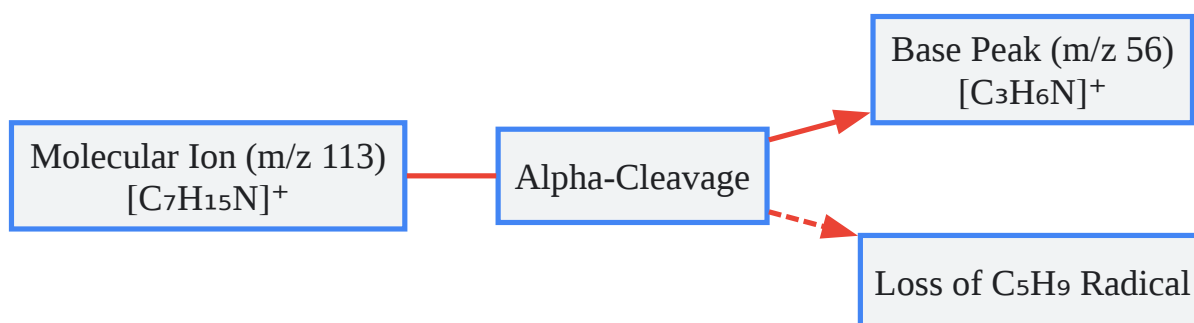 Base Peak (m/z 56)
[C₃H₆N]⁺
Molecular Ion (m/z 113)
[C₇H₁₅N]⁺
Alpha-Cleavage
Loss of C₅H₉ Radical